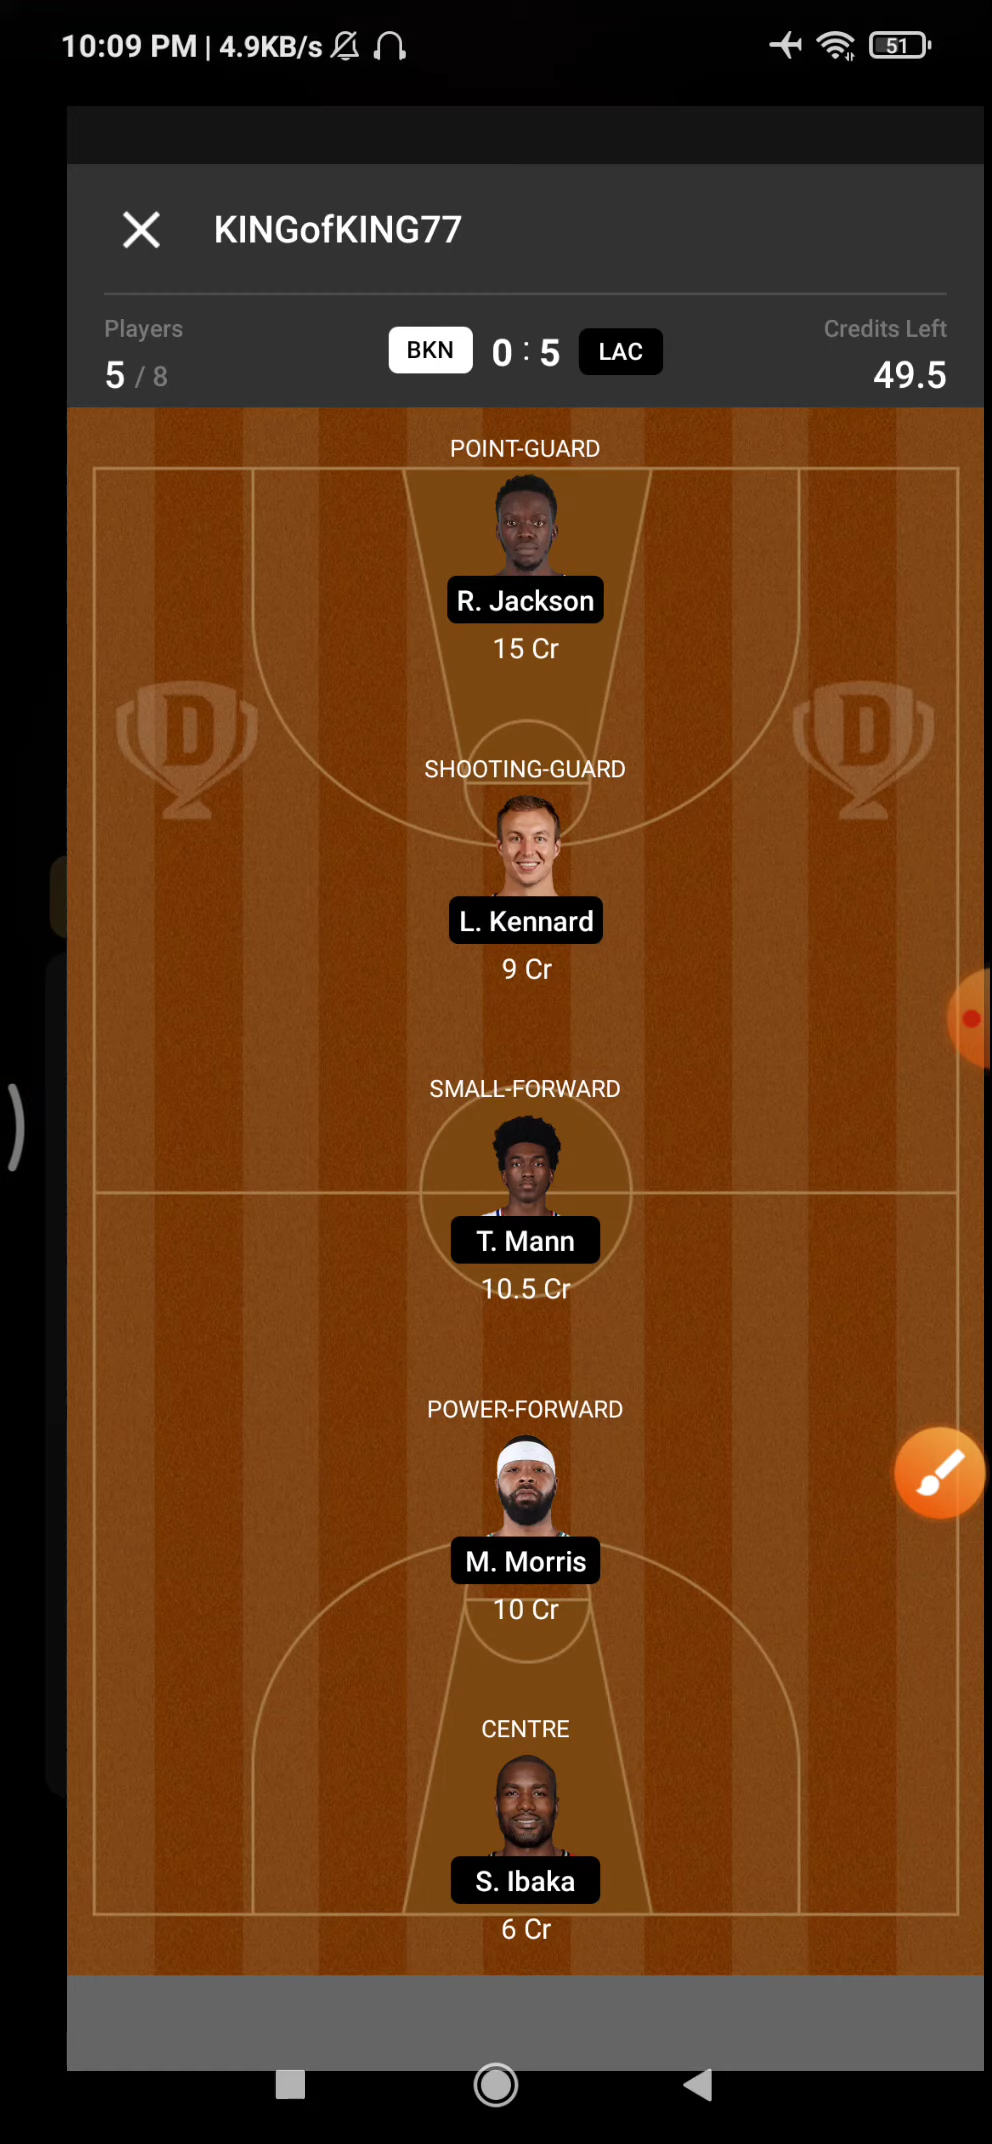 10:09 PM | 4.9KB/s
51
KINGofKING77
Players
5 / 8
BKN 0 : 5 LAC
Credits Left
49.5
POINT-GUARD
R. Jackson
15 Cr
D D
SHOOTING-GUARD
L. Kennard
9 Cr
SMALL-FORWARD
T. Mann
10.5 Cr
POWER-FORWARD
M. Morris
10 Cr
CENTRE
S. Ibaka
6 Cr